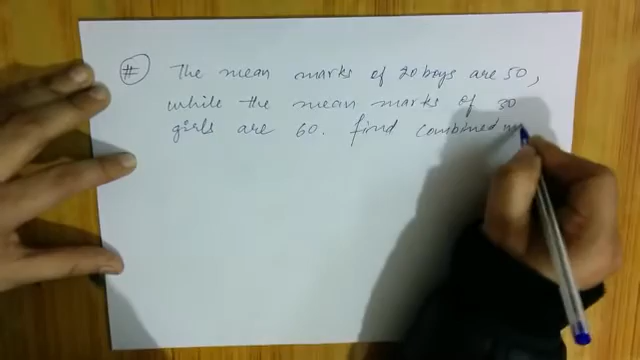 # The mean marks of 20 boys are 50,
while the mean marks of 30
girls are 60. find combined m